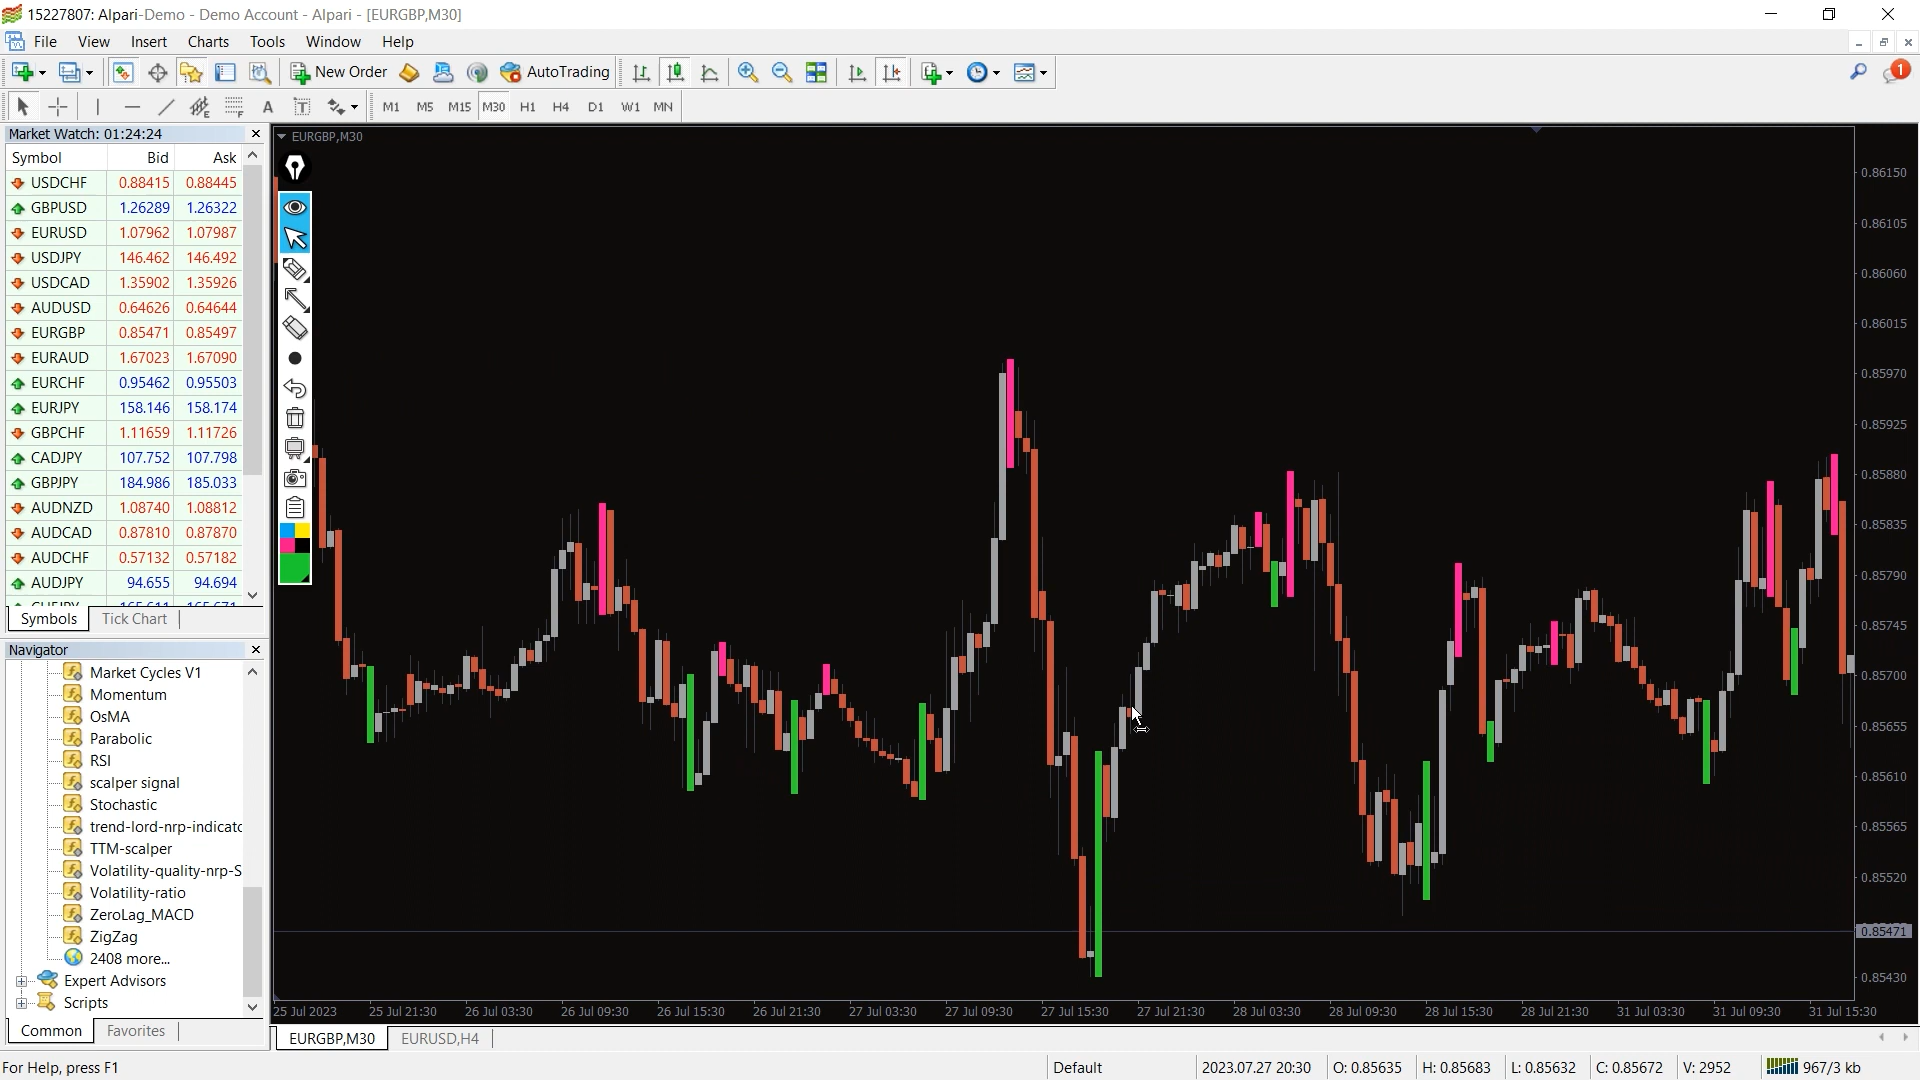 15227807: Alpari-Demo - Demo Account - Alpari - [EURGBP,M30]
File View Insert Charts Tools Window Help
New Order AutoTrading 1
A T M1 M5 M15 M30 H1 H4 D1 W1 MN
Market Watch: 01:24:24
Symbol Bid Ask
USDCHF 0.88415 0.88445
GBPUSD 1.26289 1.26322
EURUSD 1.07962 1.07987
USDJPY 146.462 146.492
USDCAD 1.35902 1.35926
AUDUSD 0.64626 0.64644
EURGBP 0.85471 0.85497
EURAUD 1.67023 1.67090
EURCHF 0.95462 0.95503
EURJPY 158.146 158.174
GBPCHF 1.11659 1.11726
CADJPY 107.752 107.798
GBPJPY 184.986 185.033
AUDNZD 1.08740 1.08812
AUDCAD 0.87810 0.87870
AUDCHF 0.57132 0.57182
AUDJPY 94.655 94.694
Symbols Tick Chart
Navigator
Market Cycles V1
Momentum
OsMA
Parabolic
RSI
scalper signal
Stochastic
trend-lord-nrp-indicato
TTM-scalper
Volatility-quality-nrp-S
Volatility-ratio
ZeroLag_MACD
ZigZag
2408 more...
Expert Advisors
Scripts
Common Favorites
EURGBP,M30
0.86150
0.86105
0.86060
0.86015
0.85970
0.85925
0.85880
0.85835
0.85790
0.85745
0.85700
0.85655
0.85610
0.85565
0.85520
0.85471
0.85430
25 Jul 2023 25 Jul 21:30 26 Jul 03:30 26 Jul 09:30 26 Jul 15:30 26 Jul 21:30 27 Jul 03:30 27 Jul 09:30 27 Jul 15:30 27 Jul 21:30 28 Jul 03:30 28 Jul 09:30 28 Jul 15:30 28 Jul 21:30 31 Jul 03:30 31 Jul 09:30 31 Jul 15:30
EURGBP,M30 EURUSD,H4
For Help, press F1 Default 2023.07.27 20:30 O: 0.85635 H: 0.85683 L: 0.85632 C: 0.85672 V: 2952 967/3 kb